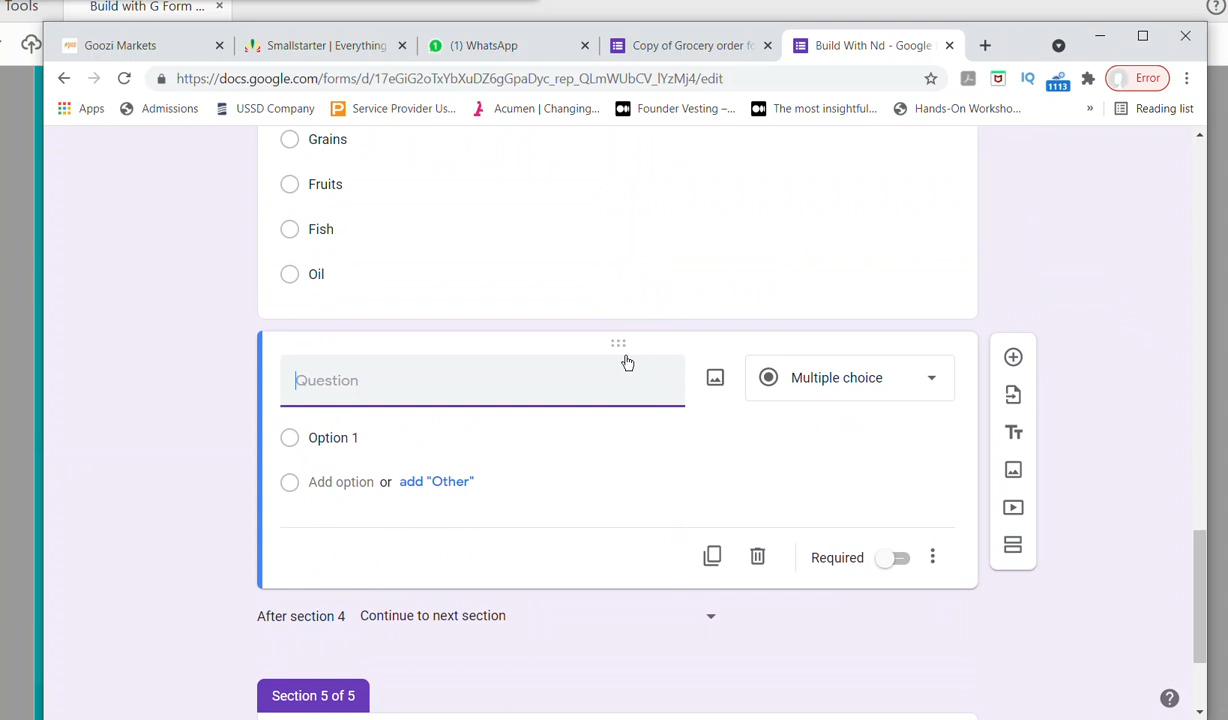 Tools
Build with G Form ...
Goozi Markets
Smallstarter | Everything
(1) WhatsApp
Copy of Grocery order fo
Build With Nd - Google
https://docs.google.com/forms/d/17eGiG2oTxYbXuDZ6gGpaDyc_rep_QLmWUbCV_lYzMj4/edit
IQ
1113
Error
Apps
Admissions
USSD Company
Service Provider Us...
Acumen | Changing...
Founder Vesting –...
The most insightful...
Hands-On Worksho...
»
Reading list
Grains
Fruits
Fish
Oil
Question
Multiple choice
Option 1
Add option or add "Other"
Required
After section 4 Continue to next section
Section 5 of 5